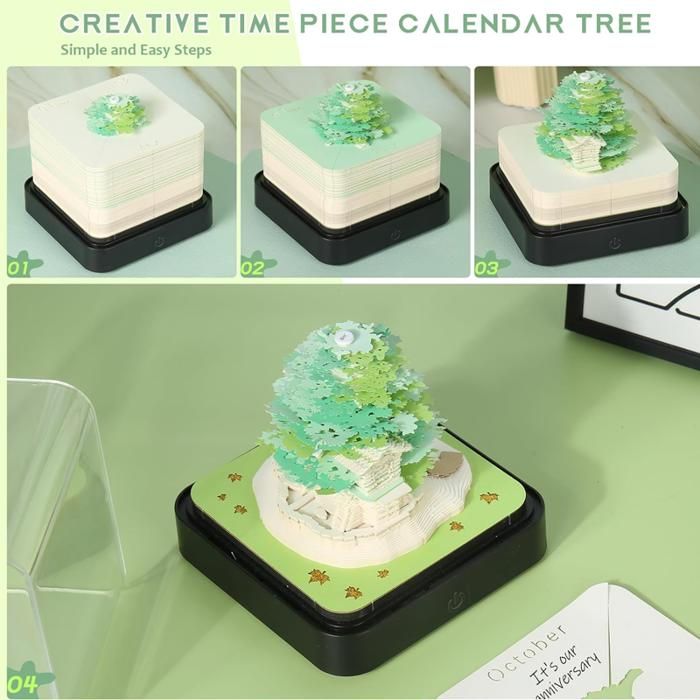 CREATIVE TIME PIECE CALENDAR TREE
Simple and Easy Steps
01
02
03
04
October
It's our
anniversary